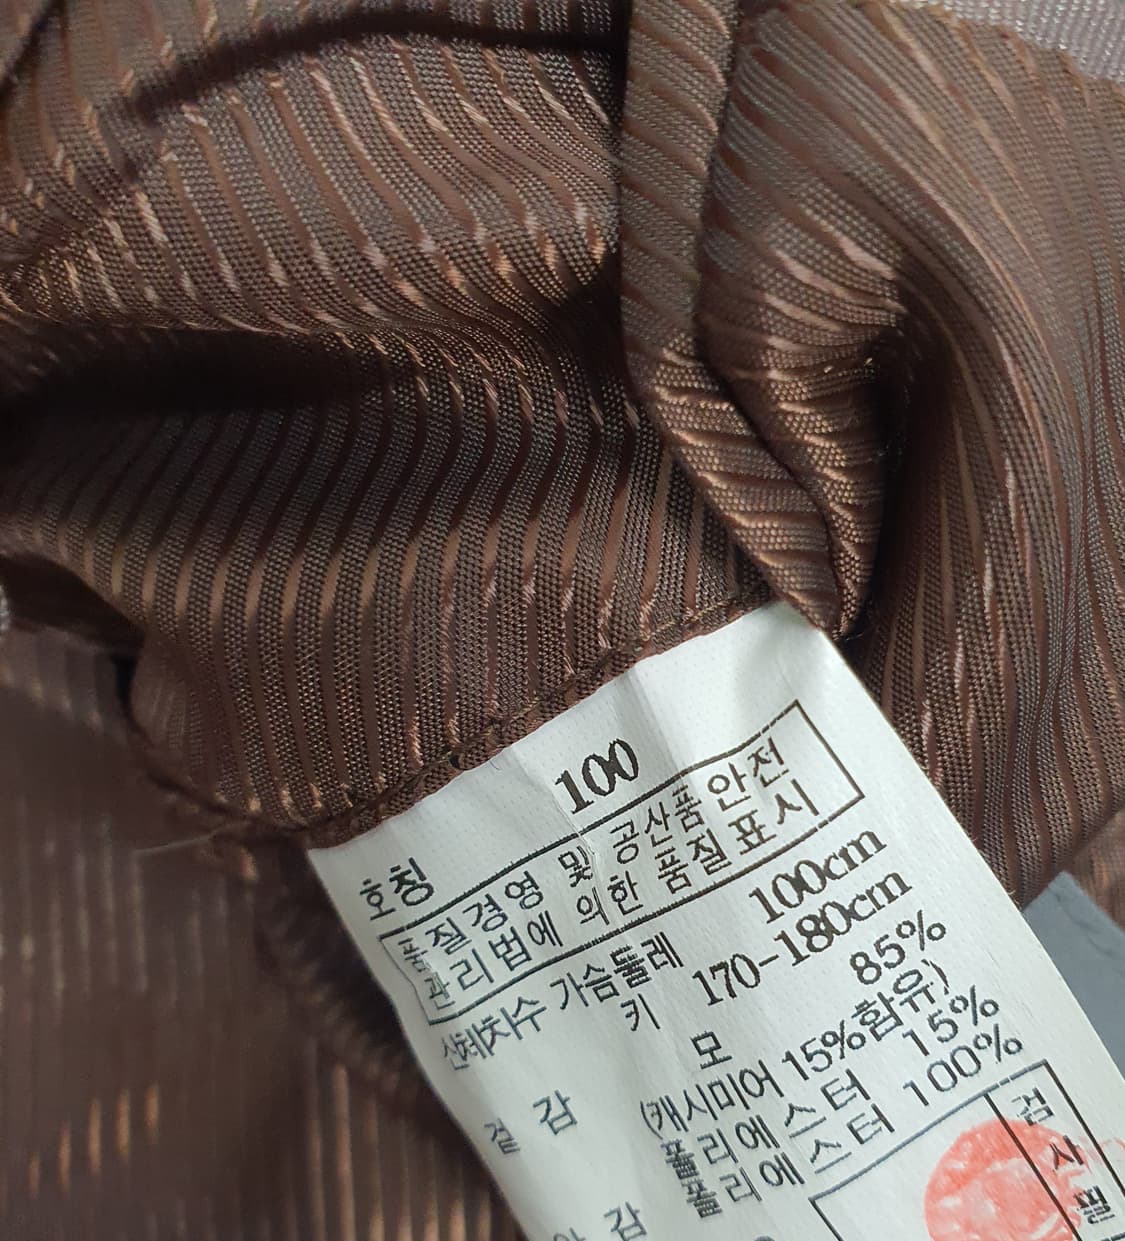 호칭 100
품질경영 및 공산품안전
관리법에 의한 품질표시
신체치수 가슴둘레 100cm
키 170-180cm
겉감 모 85%
(캐시미어 15%함유)
폴리에스터 15%
안감 폴리에스터 100%
검사필